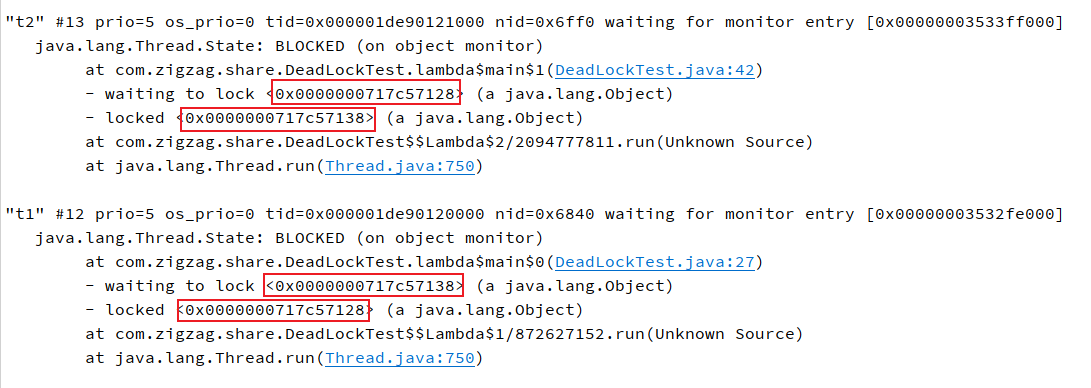 "t2" #13 prio=5 os_prio=0 tid=0x000001de90121000 nid=0x6ff0 waiting for monitor entry [0x00000003533ff000]
java.lang.Thread.State: BLOCKED (on object monitor)
at com.zigzag.share.DeadLockTest.lambda$main$1(DeadLockTest.java:42)
- waiting to lock <0x0000000717c57128> (a java.lang.Object)
- locked <0x0000000717c57138> (a java.lang.Object)
at com.zigzag.share.DeadLockTest$$Lambda$2/2094777811.run(Unknown Source)
at java.lang.Thread.run(Thread.java:750)
"t1" #12 prio=5 os_prio=0 tid=0x000001de90120000 nid=0x6840 waiting for monitor entry [0x00000003532fe000]
java.lang.Thread.State: BLOCKED (on object monitor)
at com.zigzag.share.DeadLockTest.lambda$main$0(DeadLockTest.java:27)
- waiting to lock <0x0000000717c57138> (a java.lang.Object)
- locked <0x0000000717c57128> (a java.lang.Object)
at com.zigzag.share.DeadLockTest$$Lambda$1/872627152.run(Unknown Source)
at java.lang.Thread.run(Thread.java:750)